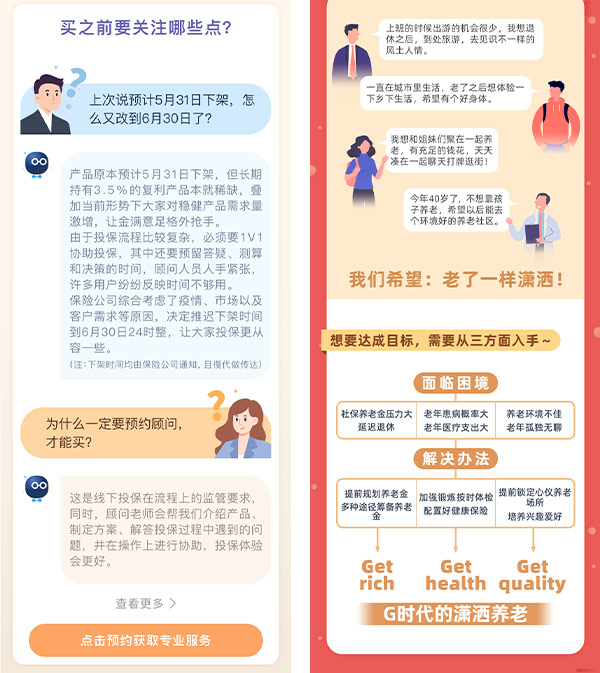 买之前要关注哪些点?
上次说预计5月31日下架，怎
么又改到6月30日了?
产品原本预计5月31日下架，但长期
持有3.5%的复利产品本就稀缺，叠
加当前形势下大家对稳健产品需求量
激增，让金满意足格外抢手。
由于投保流程比较复杂，必须要1V1
协助投保，其中还要预留答疑、测算
和决策的时间，顾问人员人手紧张，
许多用户纷纷反映时间不够用。
保险公司综合考虑了疫情、市场以及
客户需求等原因，决定推迟下架时间
到6月30日24时整，让大家投保更从
容一些。
(注:下架时间均由保险公司通知，且慢代做传达)
为什么一定要预约顾问，
才能买?
这是线下投保在流程上的监管要求，
同时，顾问老师会帮我们介绍产品、
制定方案、解答投保过程中遇到的问
题，并在操作上进行协助，投保体验
会更好。
查看更多 >
点击预约获取专业服务
上班的时候出游的机会很少，我想退
休之后，到处旅游，去见识不一样的
风土人情。
一直在城市里生活，老了之后想体验一
下乡下生活，希望有个好身体。
我想和姐妹们聚在一起养
老，有充足的钱花，天天
凑在一起聊天打牌逛街!
今年40岁了，不想靠孩
子养老，希望以后能去
个环境好的养老社区。
我们希望：老了一样潇洒!
想要达成目标，需要从三方面入手~
面临困境
社保养老金压力大
延迟退休
老年患病概率大
老年医疗支出大
养老环境不佳
老年孤独无聊
解决办法
提前规划养老金
多种途径筹备养老
金
加强锻炼按时体检
配置好健康保险
提前锁定心仪养老
场所
培养兴趣爱好
Get
rich
Get
health
Get
quality
G时代的潇洒养老